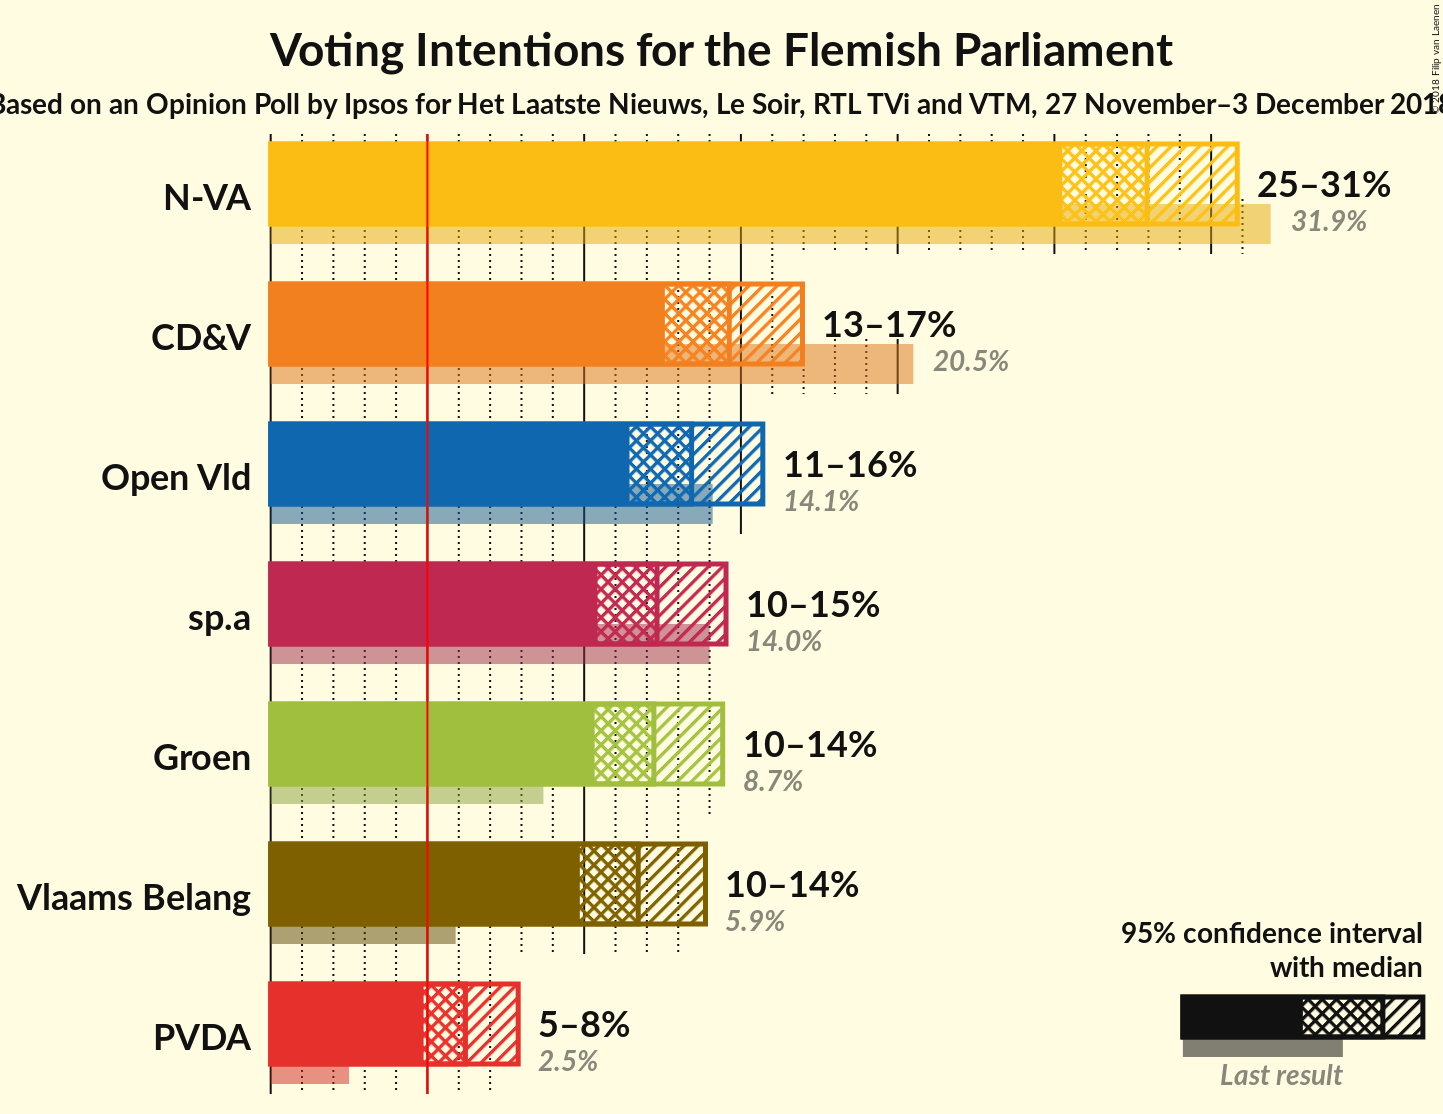 Voting Intentions for the Flemish Parliament
Based on an Opinion Poll by Ipsos for Het Laatste Nieuws, Le Soir, RTL TVi and VTM, 27 November–3 December 2018
© 2018 Filip van Laenen
N-VA
25–31%
31.9%
CD&V
13–17%
20.5%
Open Vld
11–16%
14.1%
sp.a
10–15%
14.0%
Groen
10–14%
8.7%
Vlaams Belang
10–14%
5.9%
PVDA
5–8%
2.5%
95% confidence interval
with median
Last result